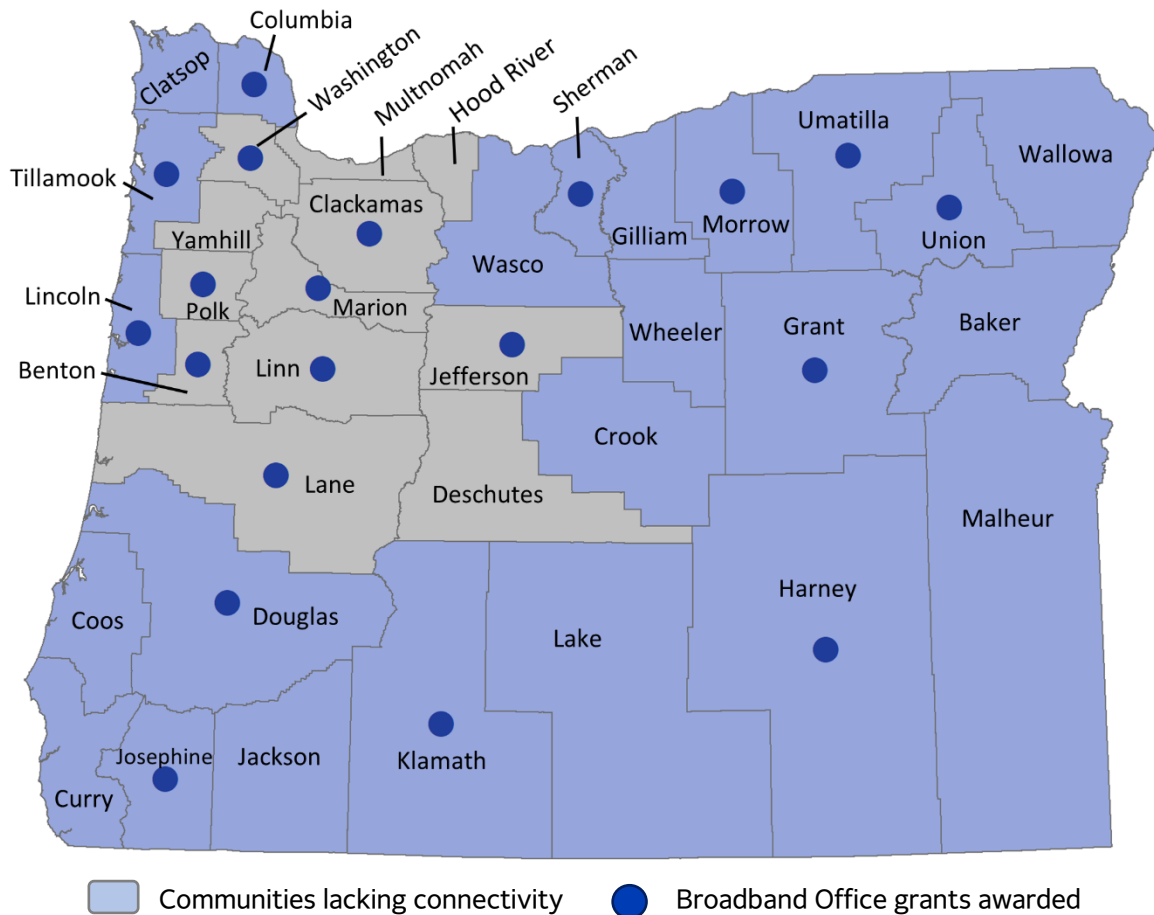 Columbia
Clatsop
Washington
Multnomah
Hood River
Sherman
Umatilla
Wallowa
Tillamook
Clackamas
Yamhill
Gilliam
Morrow
Union
Wasco
Lincoln
Polk
Marion
Wheeler
Grant
Baker
Benton
Linn
Jefferson
Crook
Lane
Deschutes
Malheur
Harney
Coos
Douglas
Lake
Josephine
Jackson
Klamath
Curry
Communities lacking connectivity
Broadband Office grants awarded